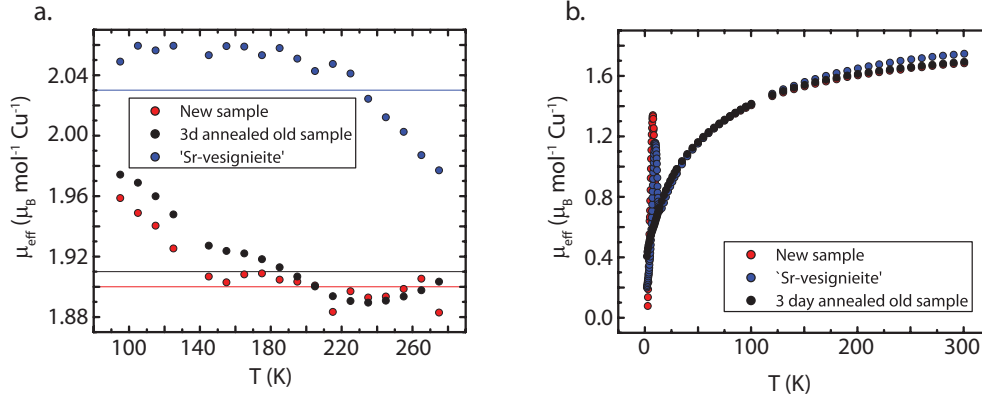 a.
μeff (μB mol-1 Cu-1)
2.04
2.00
1.96
1.92
1.88
New sample
3d annealed old sample
'Sr-vesignieite'
100
140
180
220
260
T (K)
b.
μeff (μB mol-1 Cu-1)
1.6
1.2
0.8
0.4
0.0
New sample
`Sr-vesignieite'
3 day annealed old sample
0
100
200
300
T (K)